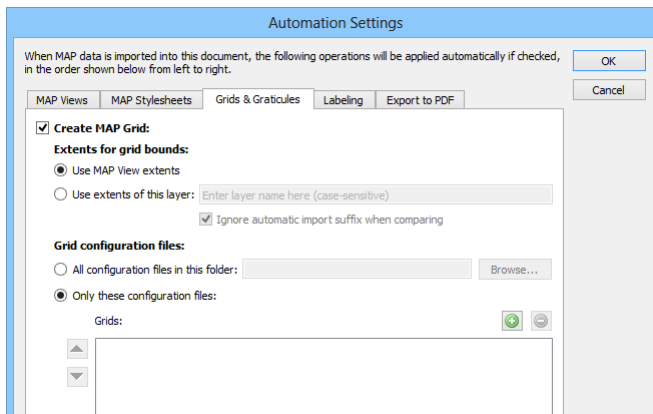 Automation Settings
When MAP data is imported into this document, the following operations will be applied automatically if checked,
in the order shown below from left to right.
OK
Cancel
MAP Views MAP Stylesheets Grids & Graticules Labeling Export to PDF
Create MAP Grid:
Extents for grid bounds:
Use MAP View extents
Use extents of this layer: Enter layer name here (case-sensitive)
Ignore automatic import suffix when comparing
Grid configuration files:
All configuration files in this folder: Browse...
Only these configuration files:
Grids: